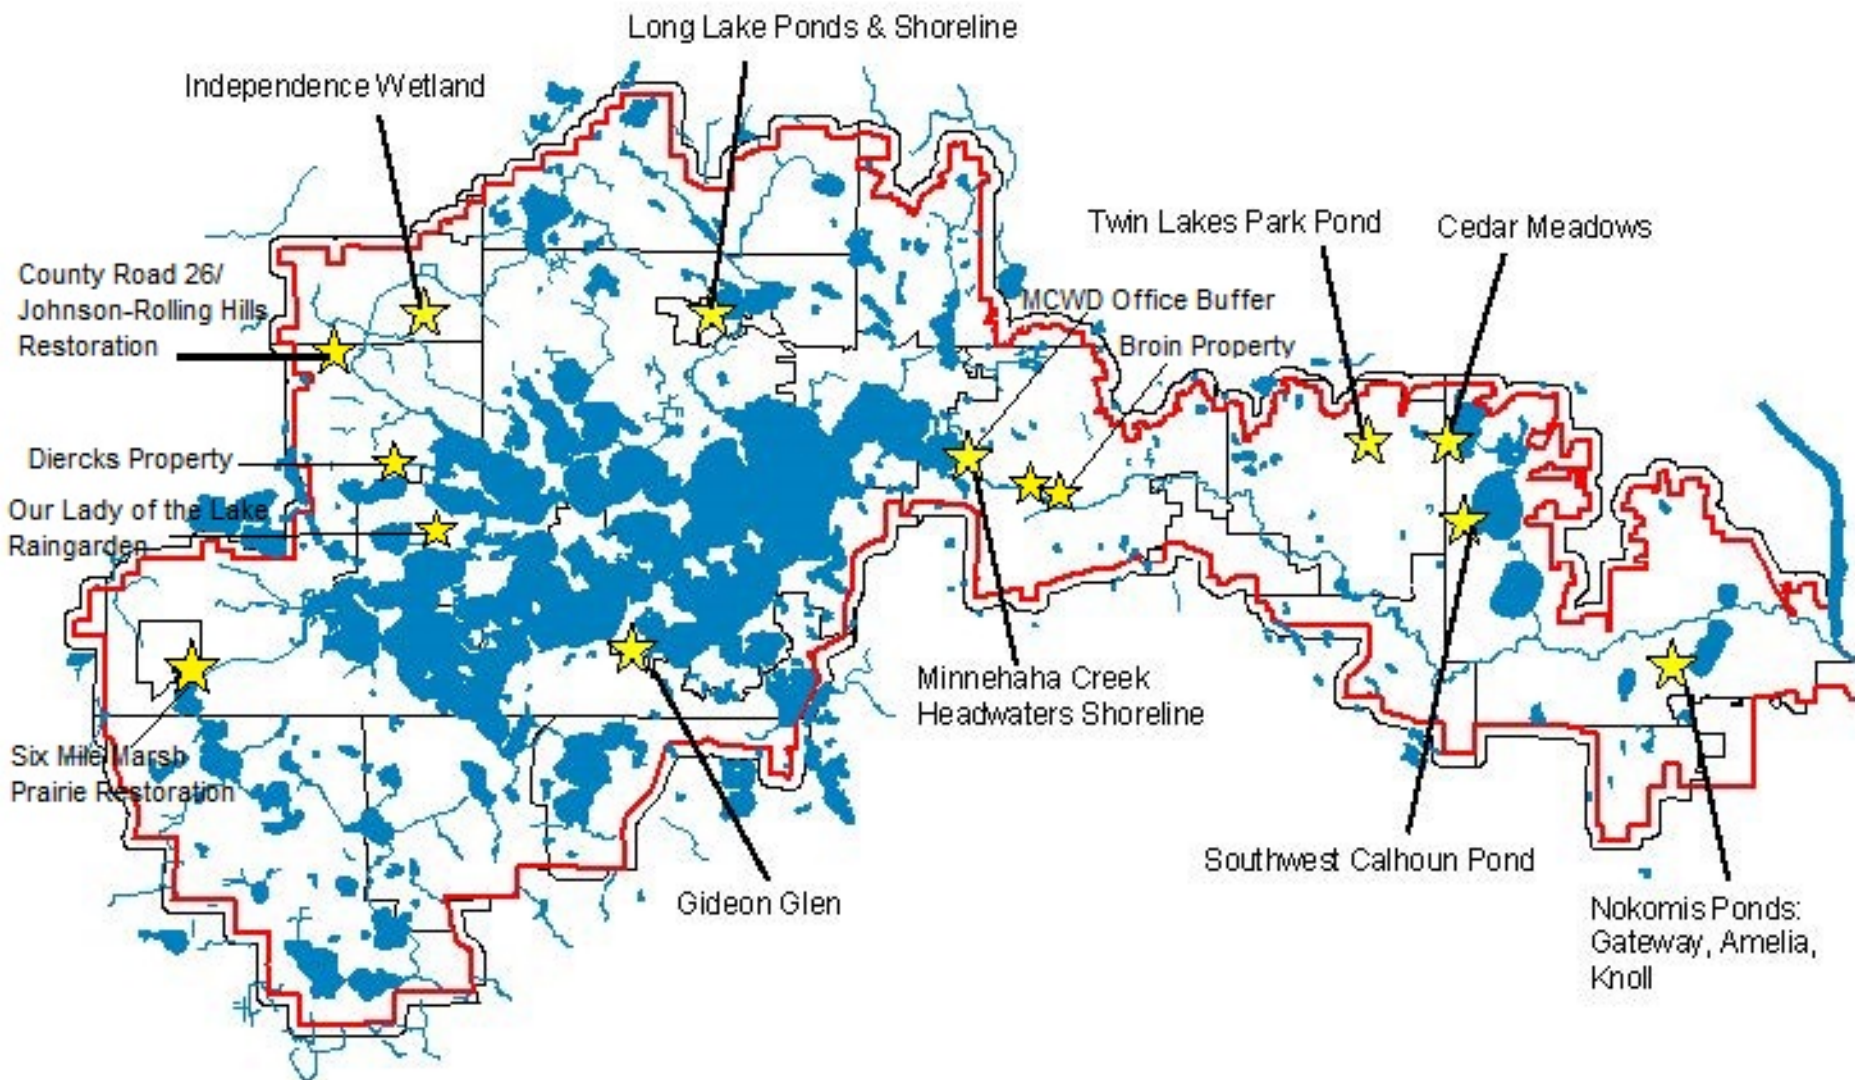 Long Lake Ponds & Shoreline
Independence Wetland
Twin Lakes Park Pond
Cedar Meadows
County Road 26/
Johnson-Rolling Hills
Restoration
MCWD Office Buffer
Broin Property
Diercks Property
Our Lady of the Lake
Raingarden
Minnehaha Creek
Headwaters Shoreline
Six Mile Marsh
Prairie Restoration
Southwest Calhoun Pond
Gideon Glen
Nokomis Ponds:
Gateway, Amelia,
Knoll